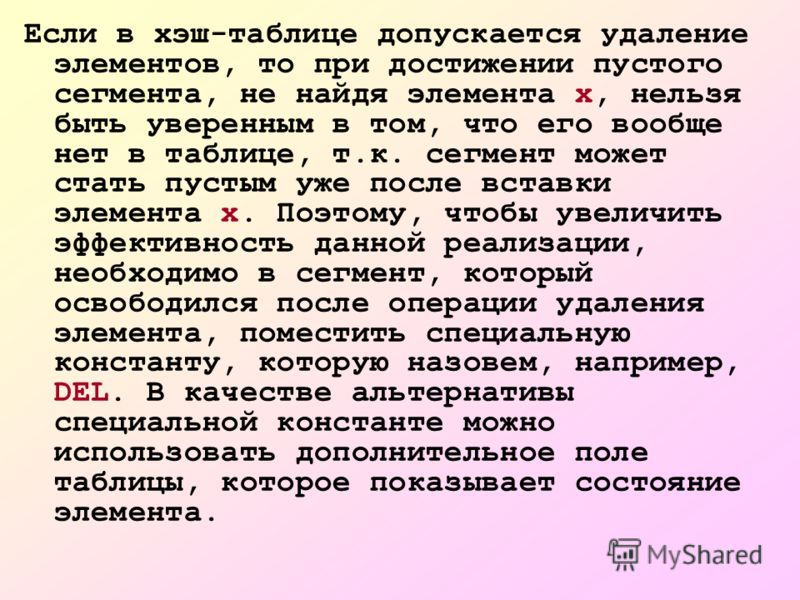 Если в хэш-таблице допускается удаление
элементов, то при достижении пустого
сегмента, не найдя элемента x, нельзя
быть уверенным в том, что его вообще
нет в таблице, т.к. сегмент может
стать пустым уже после вставки
элемента x. Поэтому, чтобы увеличить
эффективность данной реализации,
необходимо в сегмент, который
освободился после операции удаления
элемента, поместить специальную
константу, которую назовем, например,
DEL. В качестве альтернативы
специальной константе можно
использовать дополнительное поле
таблицы, которое показывает состояние
элемента.
MyShared